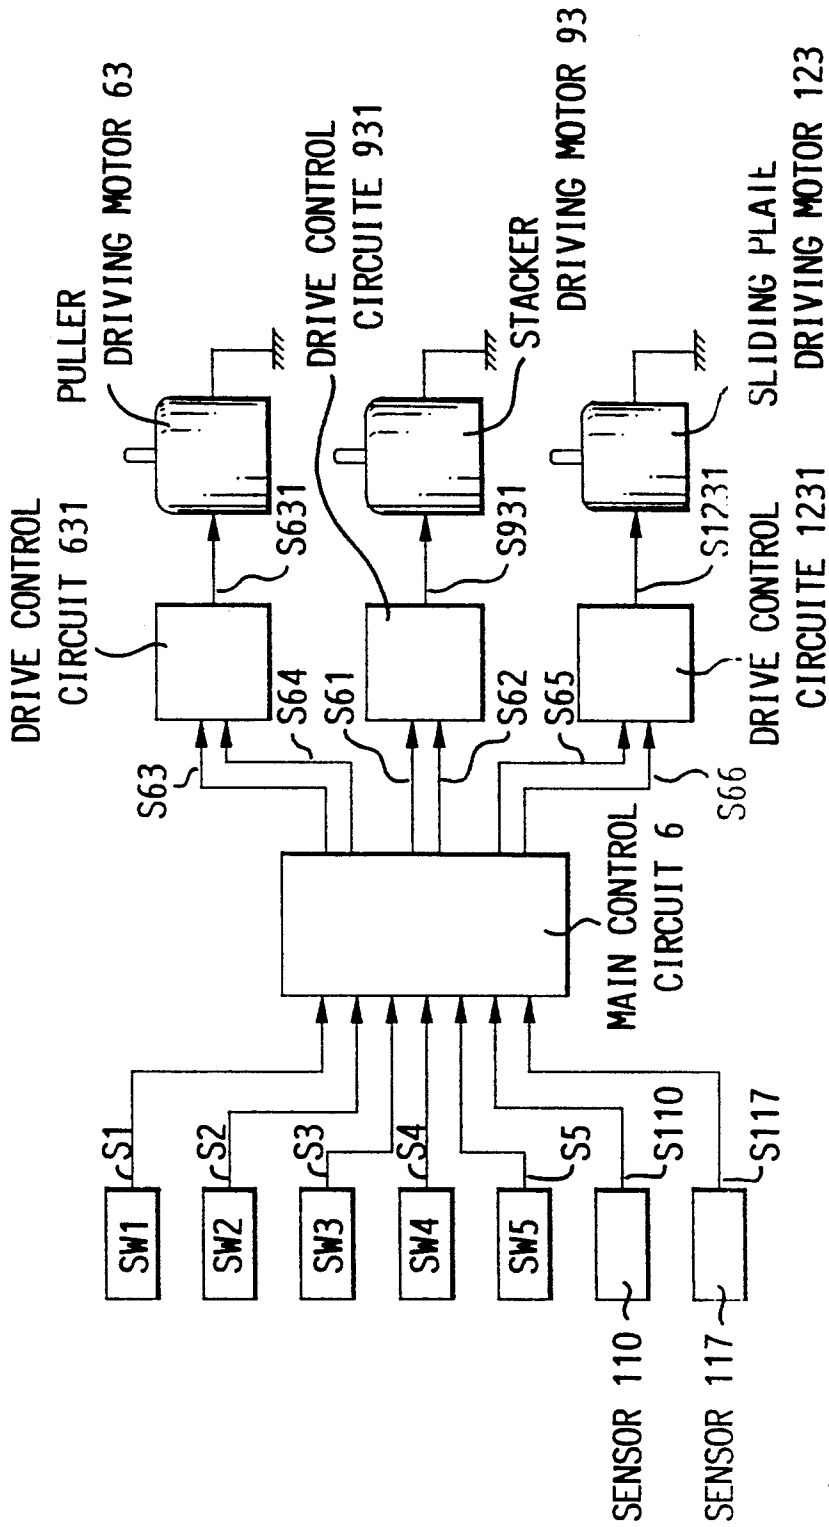 SW1
SW2
SW3
SW4
SW5
SENSOR 110
SENSOR 117
S1
S2
S3
S4
S5
S110
S117
MAIN CONTROL
CIRCUIT 6
S63
S64
S61
S62
S65
S66
DRIVE CONTROL
CIRCUIT 631
S631
PULLER
DRIVING MOTOR 63
DRIVE CONTROL
CIRCUITE 931
S931
STACKER
DRIVING MOTOR 93
DRIVE CONTROL
CIRCUITE 1231
S1231
SLIDING PLATE
DRIVING MOTOR 123